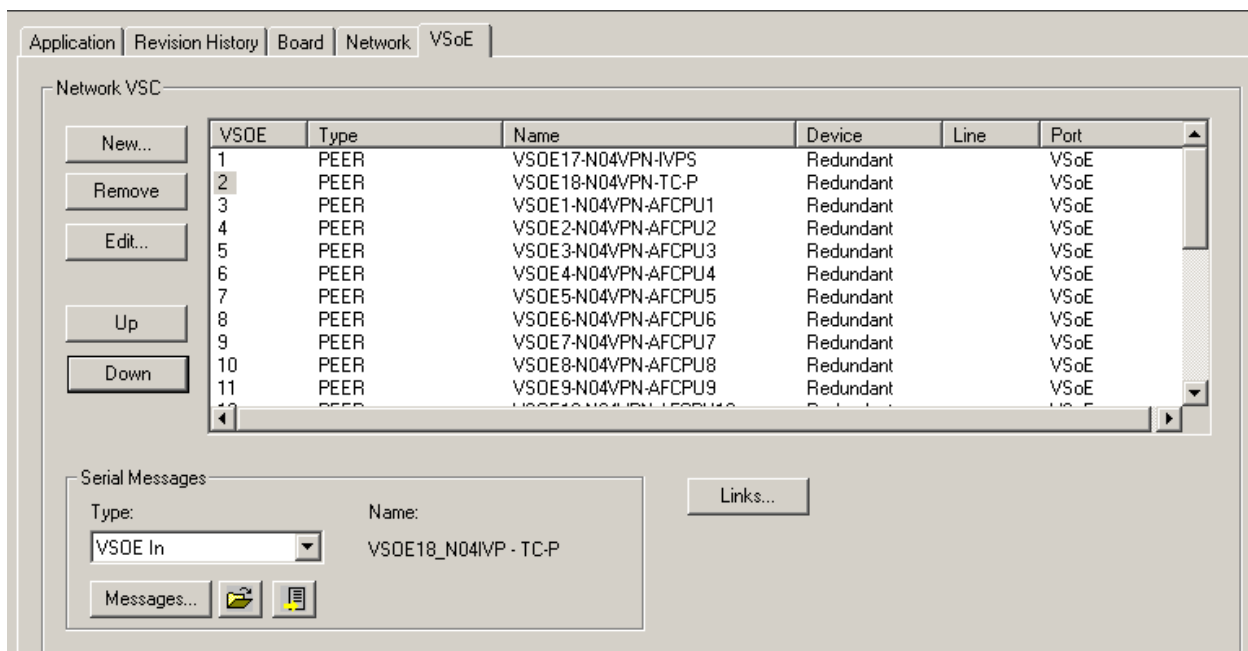 Application Revision History Board Network VSoE
Network VSC
New...
Remove
Edit...
Up
Down
VSOE Type Name Device Line Port
1 PEER VSOE17-N04VPN-IVPS Redundant VSoE
2 PEER VSOE18-N04VPN-TC-P Redundant VSoE
3 PEER VSOE1-N04VPN-AFCPU1 Redundant VSoE
4 PEER VSOE2-N04VPN-AFCPU2 Redundant VSoE
5 PEER VSOE3-N04VPN-AFCPU3 Redundant VSoE
6 PEER VSOE4-N04VPN-AFCPU4 Redundant VSoE
7 PEER VSOE5-N04VPN-AFCPU5 Redundant VSoE
8 PEER VSOE6-N04VPN-AFCPU6 Redundant VSoE
9 PEER VSOE7-N04VPN-AFCPU7 Redundant VSoE
10 PEER VSOE8-N04VPN-AFCPU8 Redundant VSoE
11 PEER VSOE9-N04VPN-AFCPU9 Redundant VSoE
Serial Messages
Type: Name:
VSOE In VSOE18_N04IVP - TC-P
Messages...
Links...